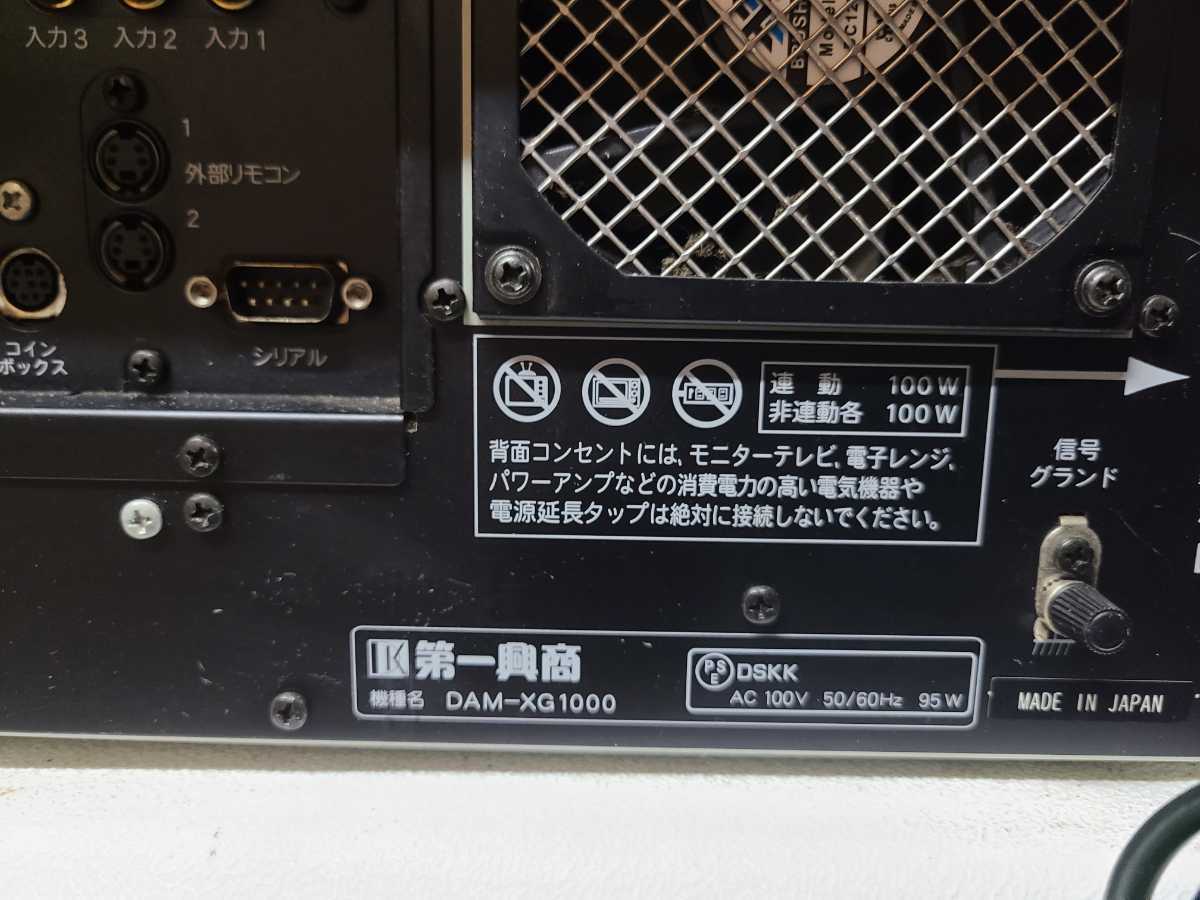 入力3 入力2 入力1
1
外部リモコン
2
コイン
ボックス
シリアル
連動 100W
非連動各 100W
背面コンセントには、モニターテレビ、電子レンジ、
パワーアンプなどの消費電力の高い電気機器や
電源延長タップは絶対に接続しないでください。
信号
グランド
第一興商
機種名 DAM-XG1000
PSE DSKK
AC 100V 50/60Hz 95W
MADE IN JAPAN